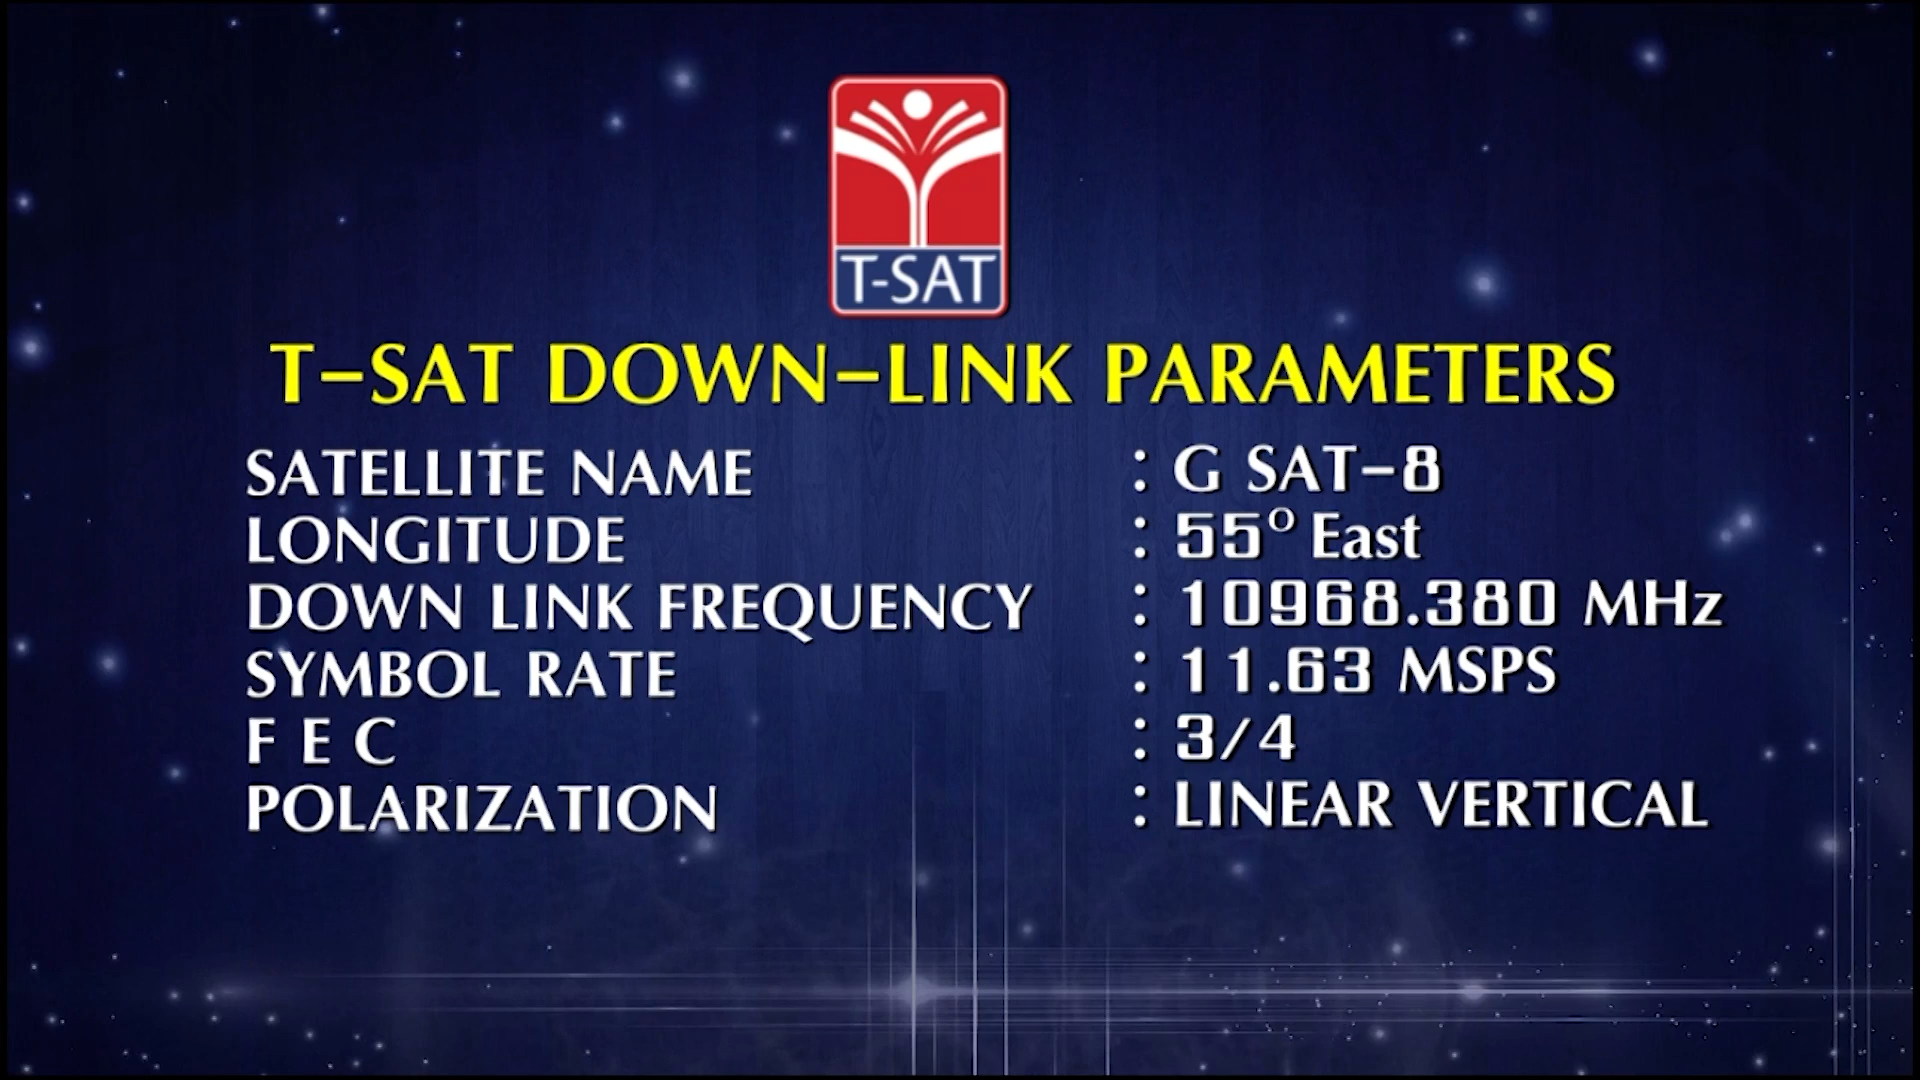 T-SAT
T-SAT DOWN-LINK PARAMETERS
SATELLITE NAME : G SAT-8
LONGITUDE : 55° East
DOWN LINK FREQUENCY : 10968.380 MHz
SYMBOL RATE : 11.63 MSPS
F E C : 3/4
POLARIZATION : LINEAR VERTICAL